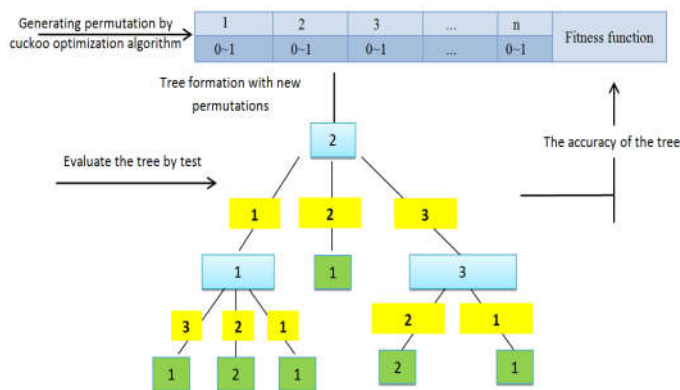 Generating permutation by
cuckoo optimization algorithm
1 2 3 ... n
0~1 0~1 0~1 ... 0~1
Fitness function
Tree formation with new
permutations
The accuracy of the tree
Evaluate the tree by test
2
1 2 3
1 1 3
3 2 1 2 1
1 2 1 2 1